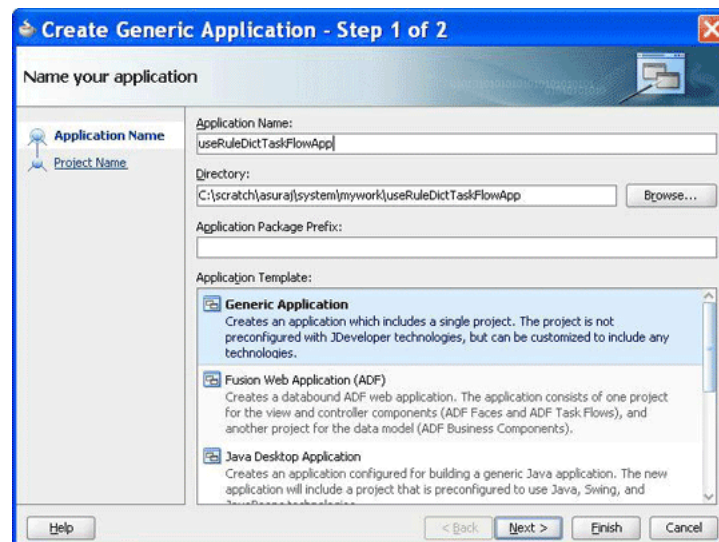 Create Generic Application - Step 1 of 2
Name your application
Application Name
Project Name
Application Name:
useRuleDictTaskFlowApp
Directory:
C:\scratch\asuraj\system\mywork\useRuleDictTaskFlowApp
Browse...
Application Package Prefix:
Application Template:
Generic Application
Creates an application which includes a single project. The project is not
preconfigured with JDeveloper technologies, but can be customized to include any
technologies.
Fusion Web Application (ADF)
Creates a databound ADF web application. The application consists of one project
for the view and controller components (ADF Faces and ADF Task Flows), and
another project for the data model (ADF Business Components).
Java Desktop Application
Creates an application configured for building a generic Java application. The new
application will include a project that is preconfigured to use Java, Swing, and
Help
< Back
Next >
Finish
Cancel